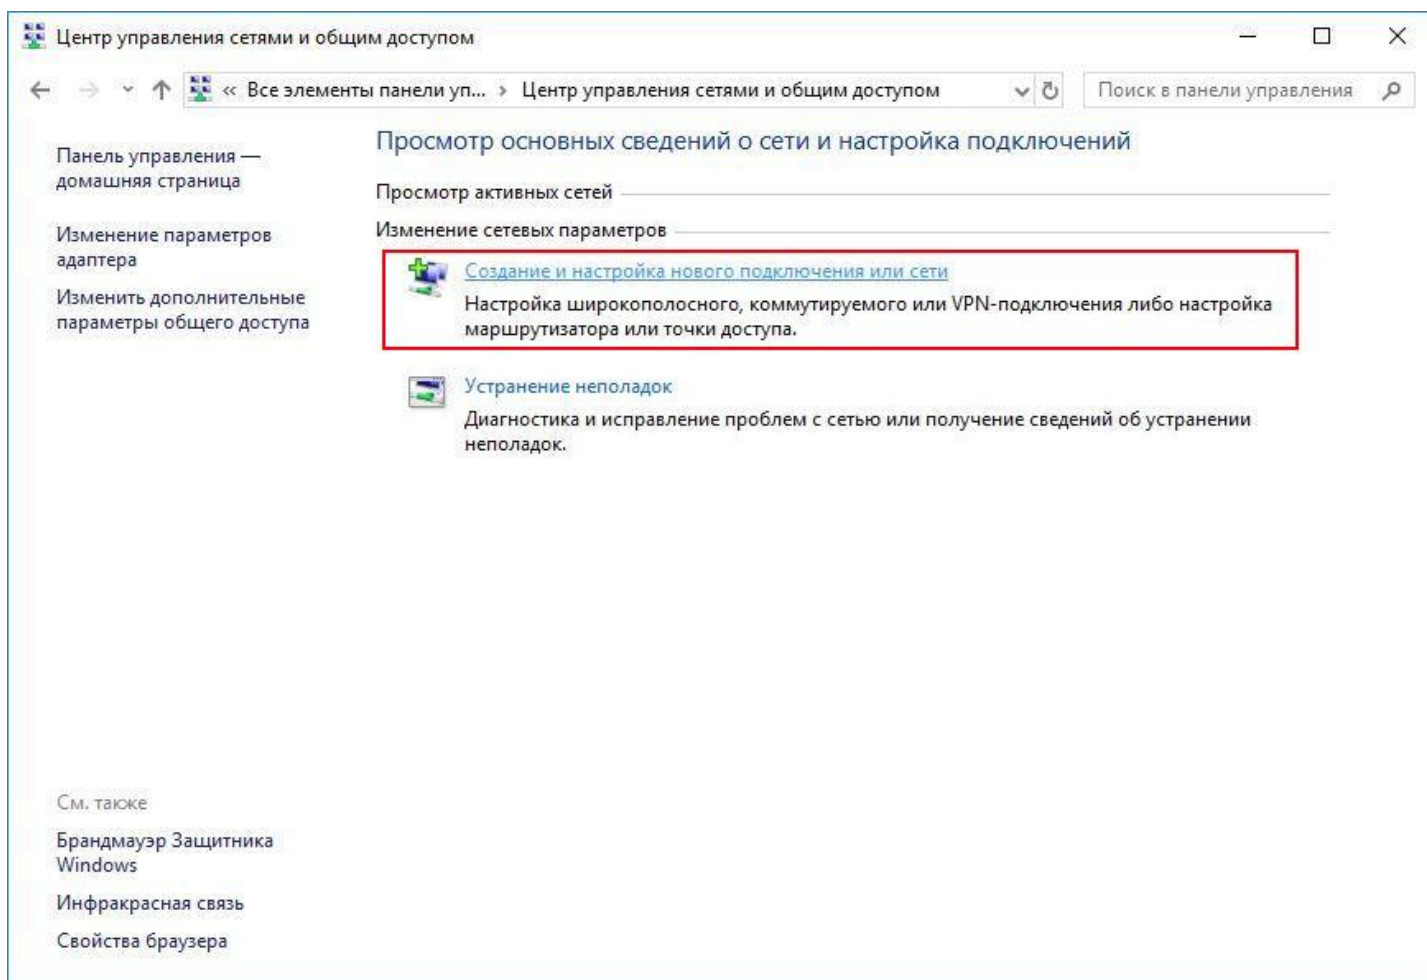 Центр управления сетями и общим доступом
« Все элементы панели уп... › Центр управления сетями и общим доступом
Поиск в панели управления
Панель управления —
домашняя страница
Изменение параметров
адаптера
Изменить дополнительные
параметры общего доступа
Просмотр основных сведений о сети и настройка подключений
Просмотр активных сетей
Изменение сетевых параметров
Создание и настройка нового подключения или сети
Настройка широкополосного, коммутируемого или VPN-подключения либо настройка
маршрутизатора или точки доступа.
Устранение неполадок
Диагностика и исправление проблем с сетью или получение сведений об устранении
неполадок.
См. также
Брандмауэр Защитника
Windows
Инфракрасная связь
Свойства браузера